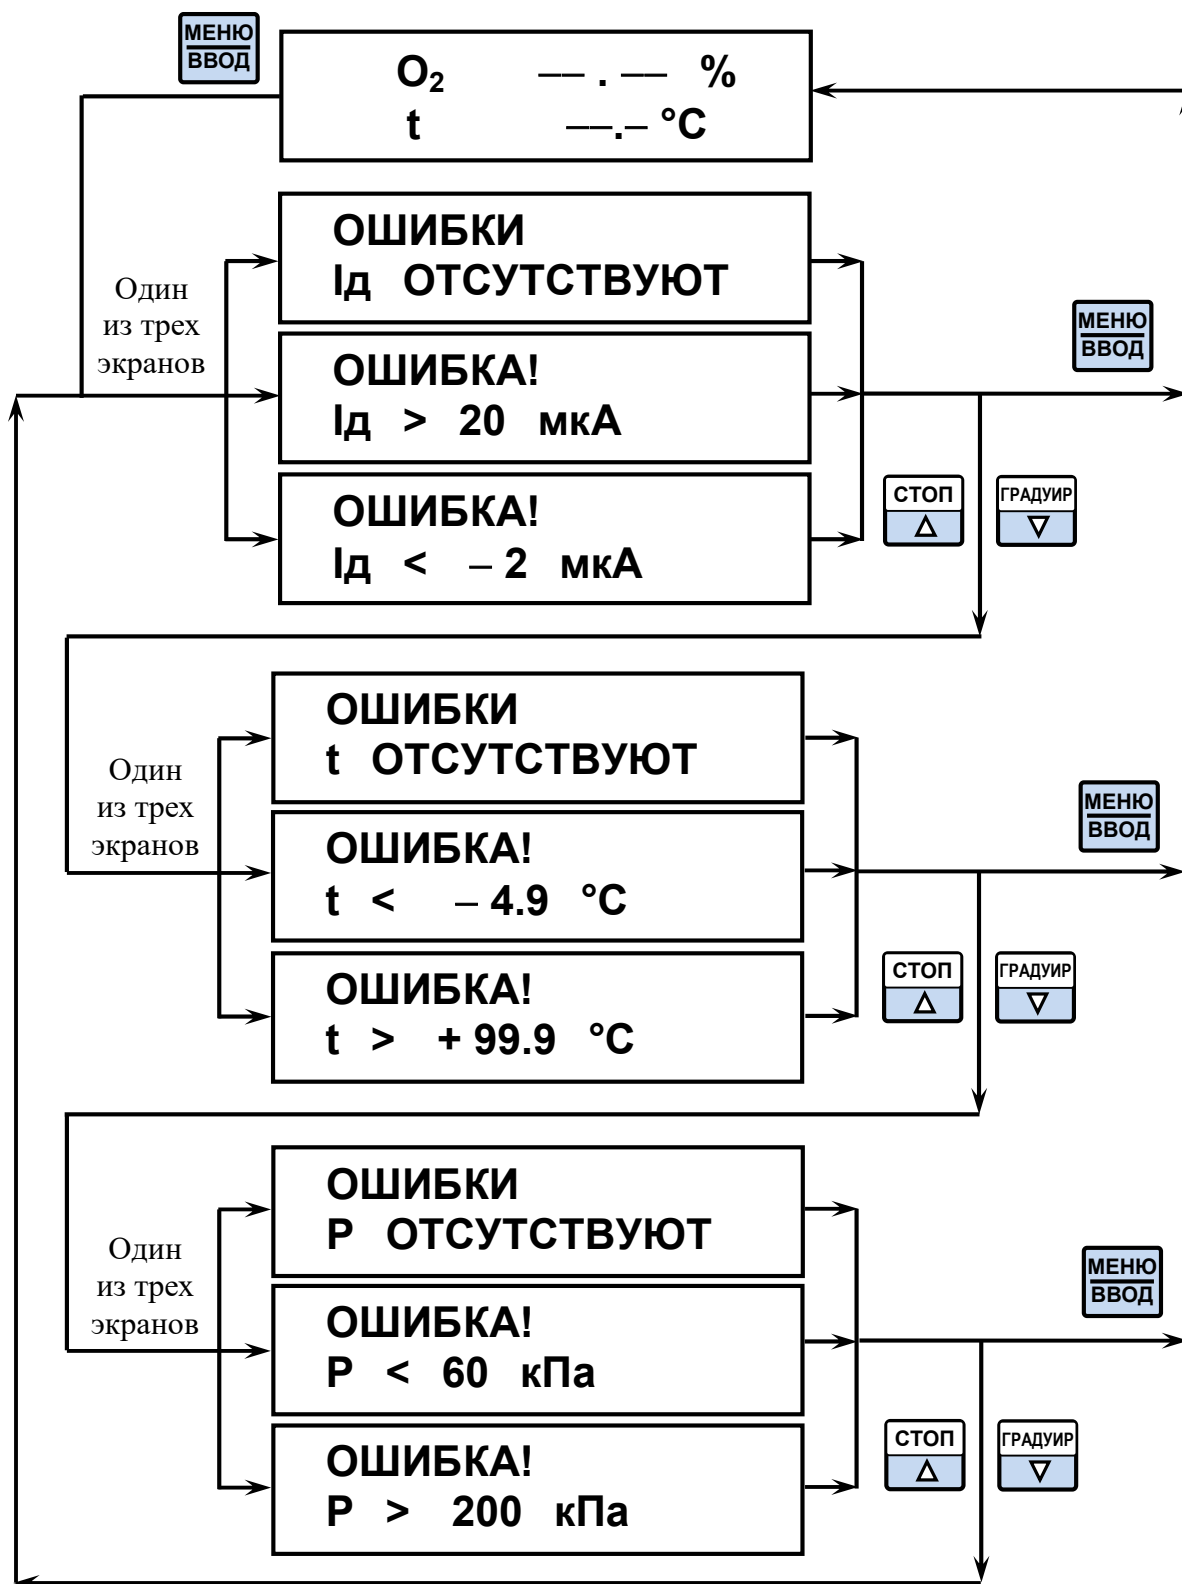 МЕНЮ
ВВОД
O₂ –– . –– %
t ––.– °C
ОШИБКИ
Iд ОТСУТСТВУЮТ
Один
из трех
экранов
ОШИБКА!
Iд > 20 мкА
МЕНЮ
ВВОД
ОШИБКА!
Iд < – 2 мкА
СТОП
ГРАДУИР
ОШИБКИ
t ОТСУТСТВУЮТ
Один
из трех
экранов
ОШИБКА!
t < – 4.9 °C
МЕНЮ
ВВОД
ОШИБКА!
t > + 99.9 °C
СТОП
ГРАДУИР
ОШИБКИ
P ОТСУТСТВУЮТ
Один
из трех
экранов
ОШИБКА!
P < 60 кПа
МЕНЮ
ВВОД
ОШИБКА!
P > 200 кПа
СТОП
ГРАДУИР